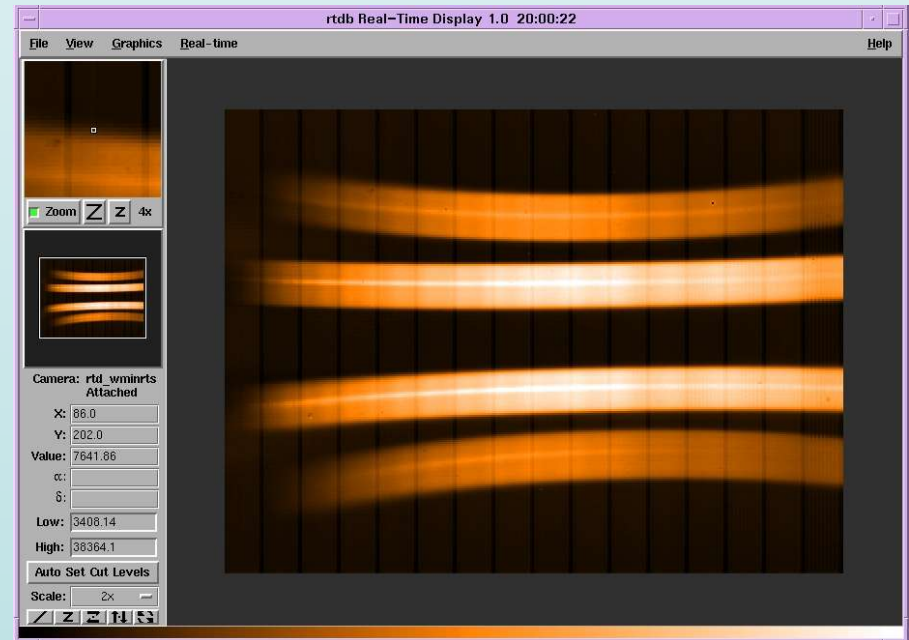 rtdb Real-Time Display 1.0 20:00:22
File View Graphics Real-time Help
Zoom Z Z 4x
Camera: rtd_wminrts
Attached
X: 86.0
Y: 202.0
Value: 7641.86
α:
δ:
Low: 3408.14
High: 38364.1
Auto Set Cut Levels
Scale: 2x
Z Z